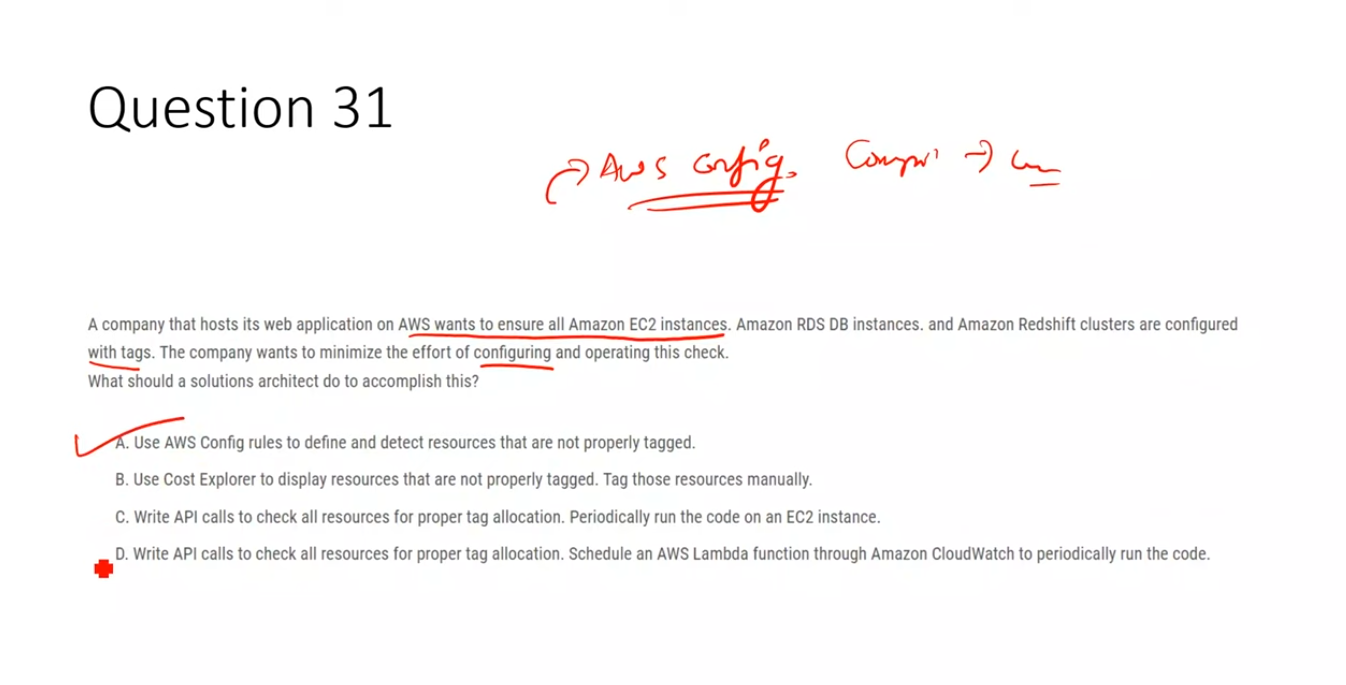 Question 31
AWS Config.
A company that hosts its web application on AWS wants to ensure all Amazon EC2 instances. Amazon RDS DB instances. and Amazon Redshift clusters are configured
with tags. The company wants to minimize the effort of configuring and operating this check.
What should a solutions architect do to accomplish this?
A. Use AWS Config rules to define and detect resources that are not properly tagged.
B. Use Cost Explorer to display resources that are not properly tagged. Tag those resources manually.
C. Write API calls to check all resources for proper tag allocation. Periodically run the code on an EC2 instance.
D. Write API calls to check all resources for proper tag allocation. Schedule an AWS Lambda function through Amazon CloudWatch to periodically run the code.